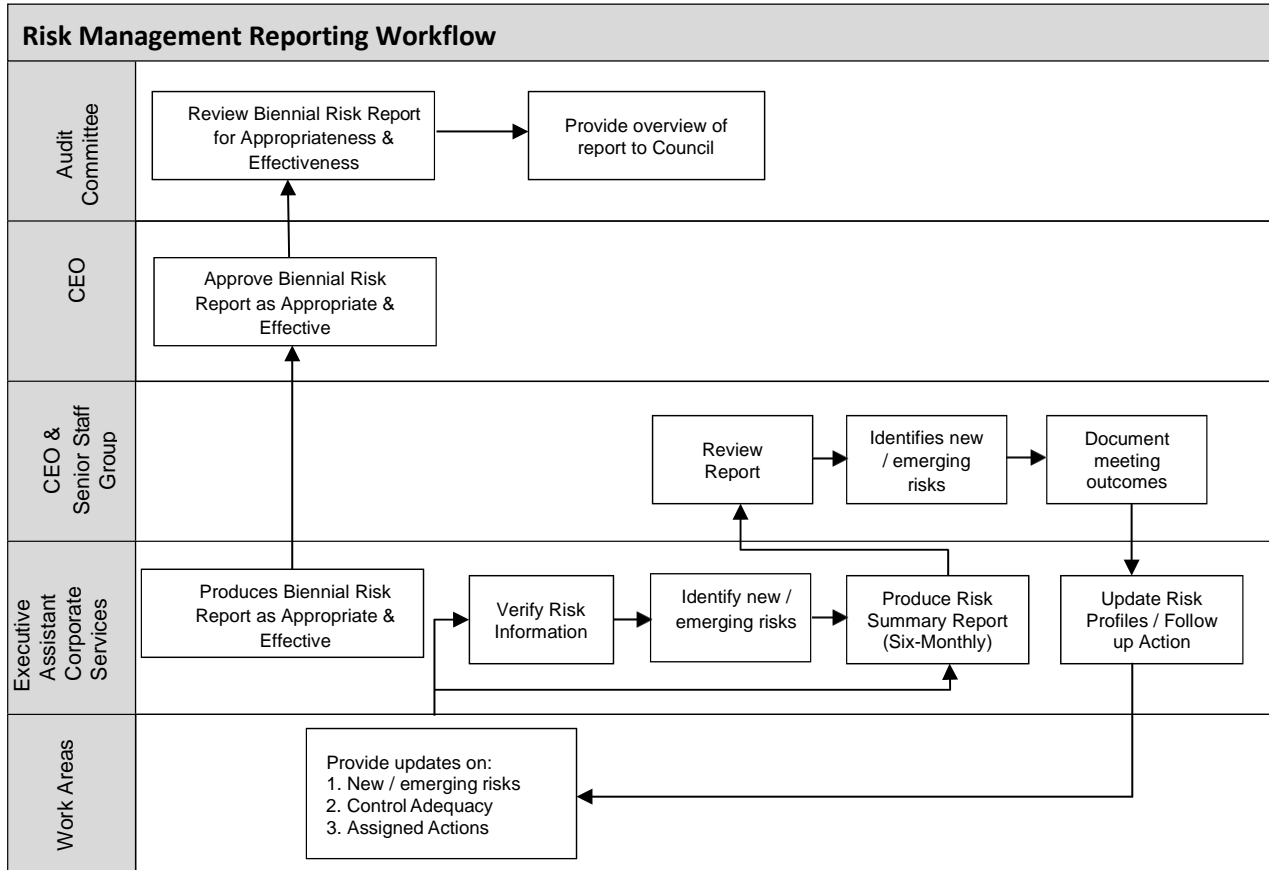 Risk Management Reporting Workflow
Audit
Committee
Review Biennial Risk Report
for Appropriateness &
Effectiveness
Provide overview of
report to Council
CEO
Approve Biennial Risk
Report as Appropriate &
Effective
CEO &
Senior Staff
Group
Review
Report
Identifies new
/ emerging
risks
Document
meeting
outcomes
Executive
Assistant
Corporate
Services
Produces Biennial Risk
Report as Appropriate &
Effective
Verify Risk
Information
Identify new /
emerging risks
Produce Risk
Summary Report
(Six-Monthly)
Update Risk
Profiles / Follow
up Action
Work Areas
Provide updates on:
1. New / emerging risks
2. Control Adequacy
3. Assigned Actions